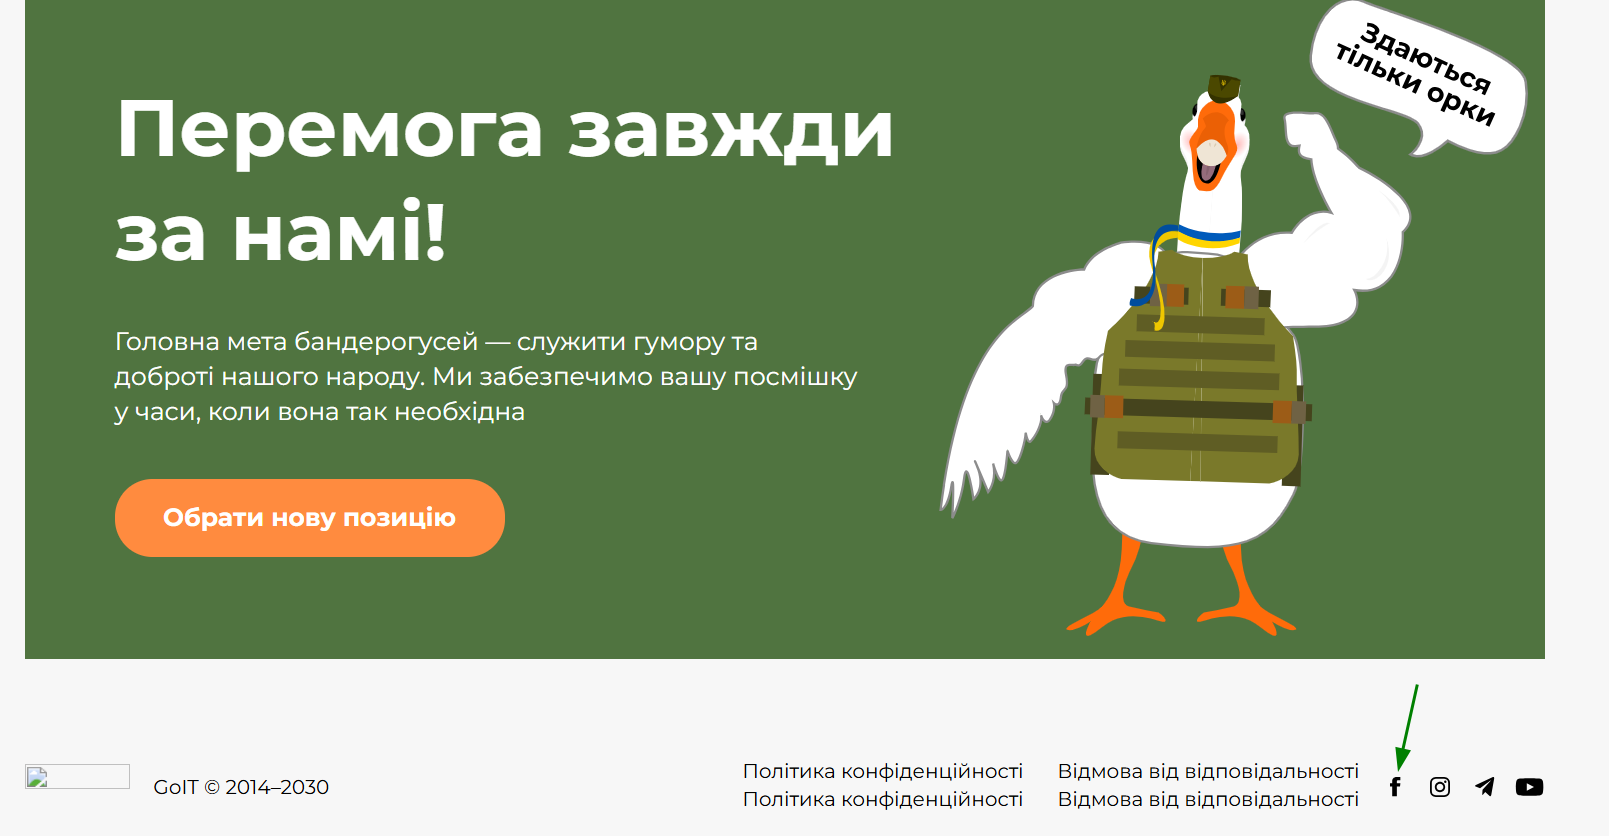 Перемога завжди
за намі!
Здаються
тільки орки
Головна мета бандерогусей — служити гумору та
доброті нашого народу. Ми забезпечимо вашу посмішку
у часи, коли вона так необхідна
Обрати нову позицію
GoIT © 2014–2030
Політика конфіденційності
Політика конфіденційності
Відмова від відповідальності
Відмова від відповідальності